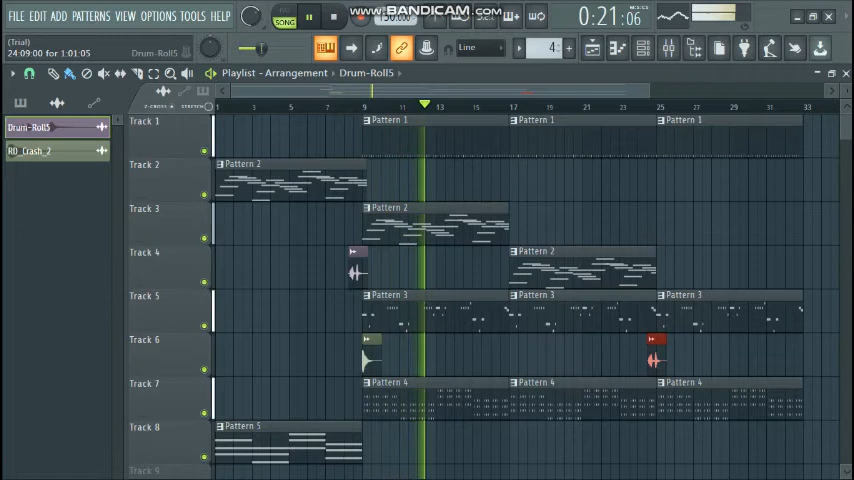 FILE EDIT ADD PATTERNS VIEW OPTIONS TOOLS HELP
SONG
WWW.BANDICAM.COM
0:21:06
(Trial)
24:09:00 to 1:01:05
Drum-Roll5
Line
4
Playlist - Arrangement Drum-Roll5
Z-CROSS
STRETCH
1 3 5 7 9 11 13 15 17 19 21 23 25 27 29 31 33
Drum-Roll5
RD_Crash_2
Track 1
Pattern 1
Pattern 1
Pattern 1
Track 2
Pattern 2
Track 3
Pattern 2
Track 4
Pattern 2
Track 5
Pattern 3
Pattern 3
Pattern 3
Track 6
Track 7
Pattern 4
Pattern 4
Pattern 4
Track 8
Pattern 5
Track 9